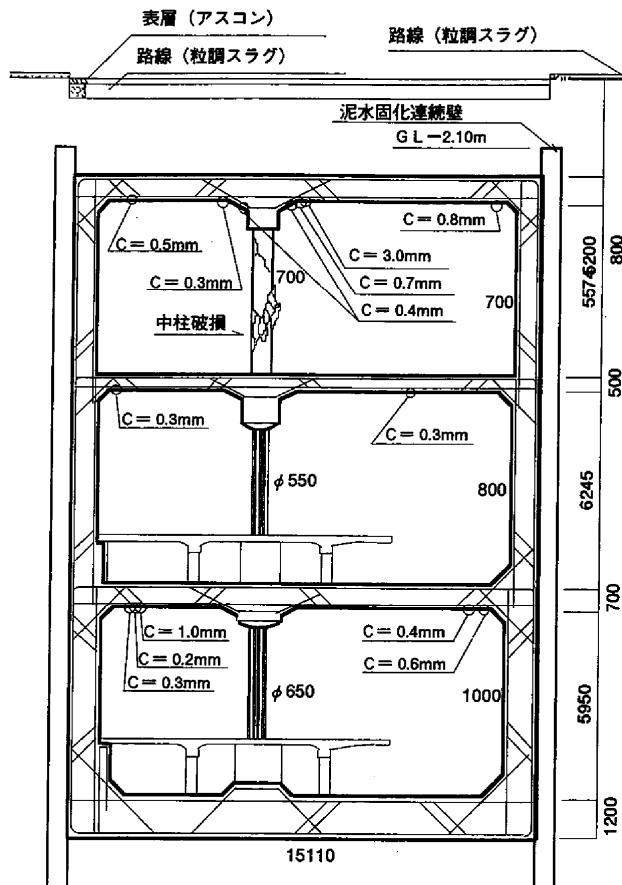 表層（アスコン）
路線（粒調スラグ）
路線（粒調スラグ）
泥水固化連続壁
ＧＬ－2.10m
C＝0.5mm
C＝0.3mm
C＝0.8mm
C＝3.0mm
C＝0.7mm
C＝0.4mm
700
700
中柱破損
800
5200
5575
500
C＝0.3mm
C＝0.3mm
φ550
800
6245
700
C＝1.0mm
C＝0.2mm
C＝0.3mm
C＝0.4mm
C＝0.6mm
φ650
1000
5950
1200
15110